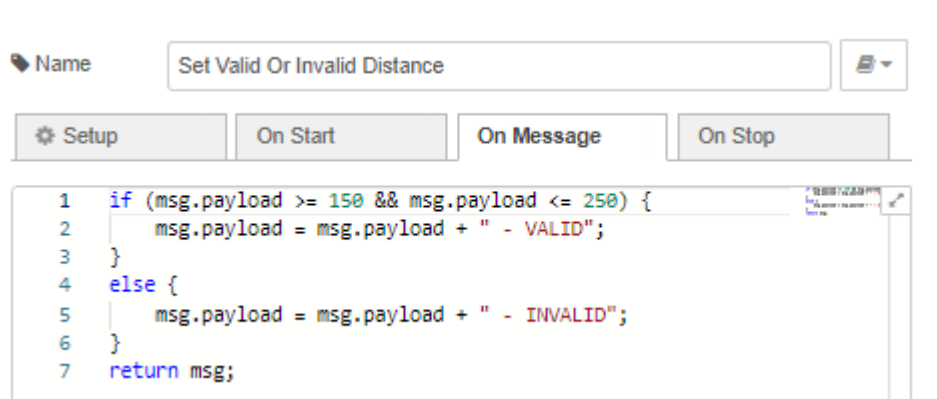 Name
Set Valid Or Invalid Distance
Setup On Start On Message On Stop
1 if (msg.payload >= 150 && msg.payload <= 250) {
2 msg.payload = msg.payload + " - VALID";
3 }
4 else {
5 msg.payload = msg.payload + " - INVALID";
6 }
7 return msg;